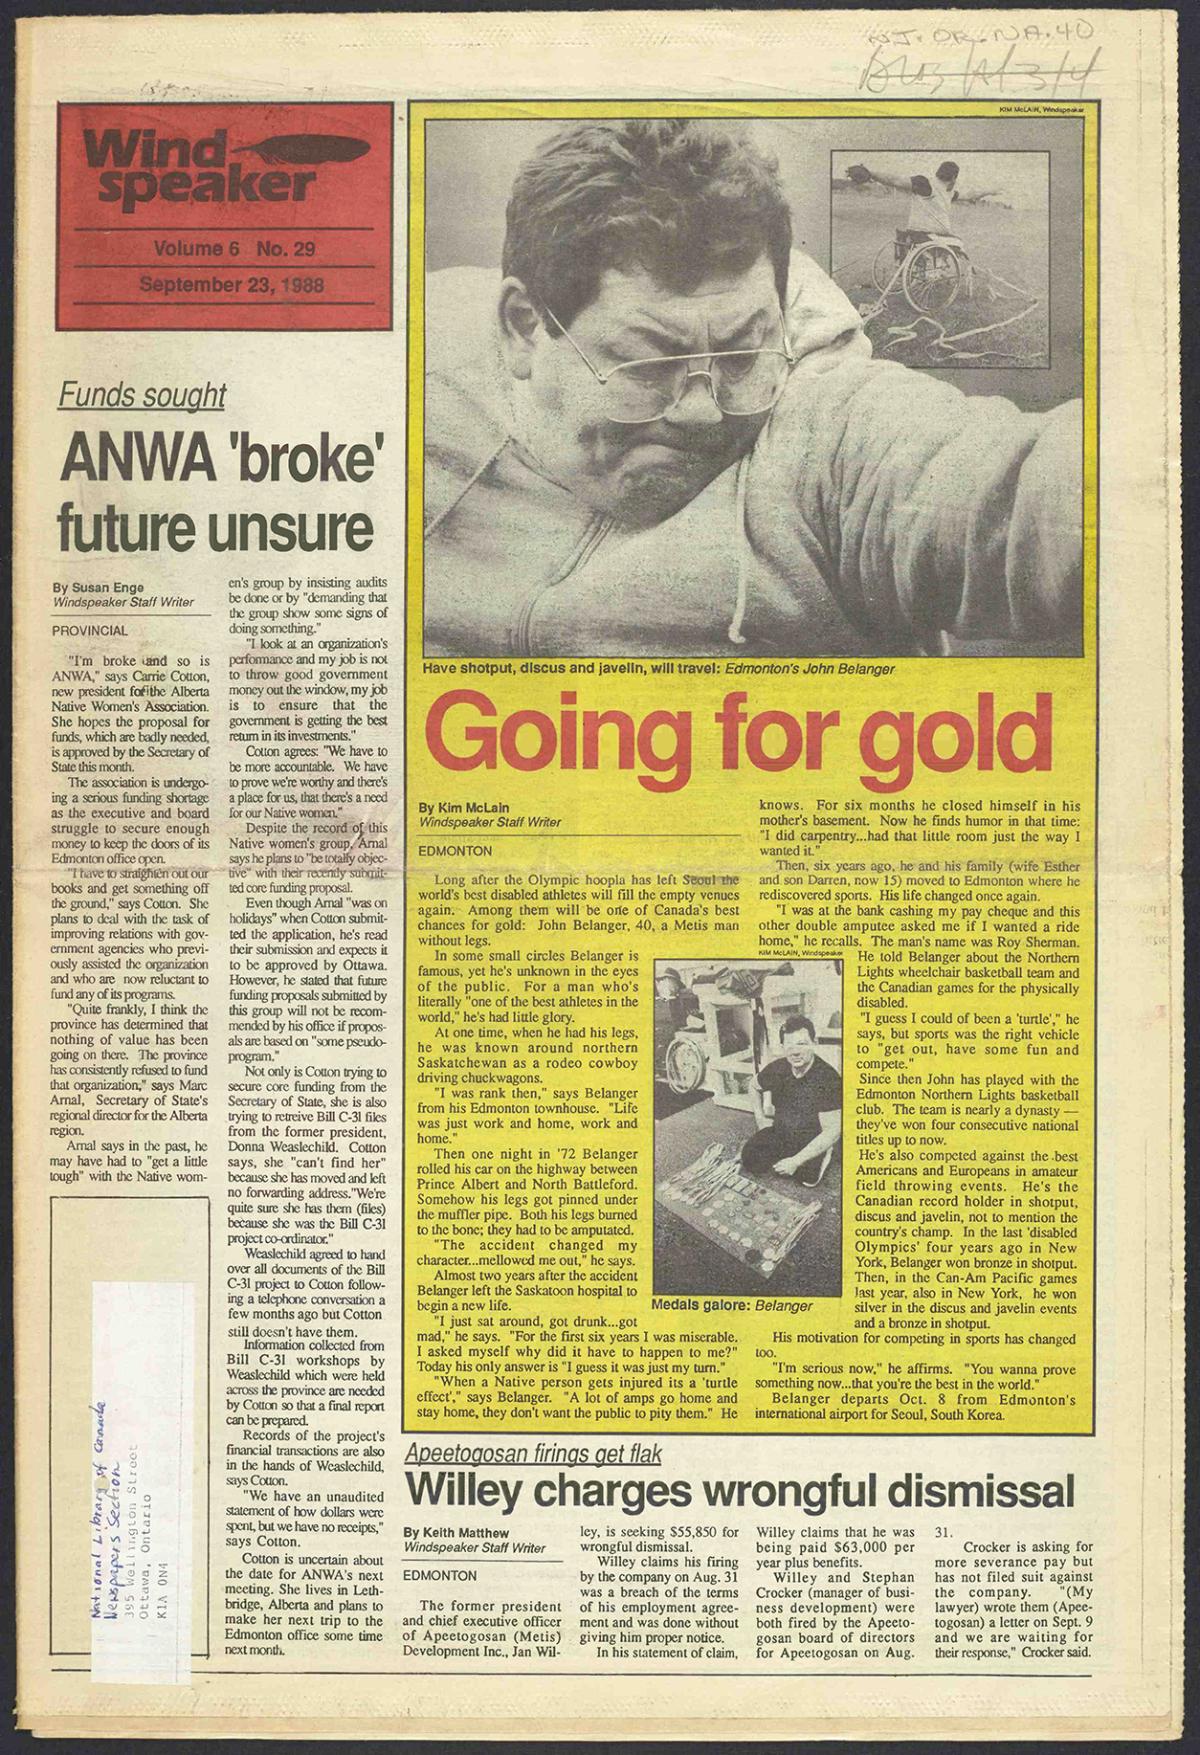 NJ. OR. NA. 40
Wind
speaker
Volume 6 No. 29
September 23, 1988
Funds sought
ANWA 'broke'
future unsure
By Susan Enge
Windspeaker Staff Writer
PROVINCIAL
"I'm broke and so is
ANWA," says Carrie Cotton,
new president for the Alberta
Native Women's Association.
She hopes the proposal for
funds, which are badly needed,
is approved by the Secretary of
State this month.
The association is undergo-
ing a serious funding shortage
as the executive and board
struggle to secure enough
money to keep the doors of its
Edmonton office open.
"I have to straighten out our
books and get something off
the ground," says Cotton. She
plans to deal with the task of
improving relations with gov-
ernment agencies who previ-
ously assisted the organization
and who are now reluctant to
fund any of its programs.
"Quite frankly, I think the
province has determined that
nothing of value has been
going on there. The province
has consistently refused to fund
that organization," says Marc
Arnal, Secretary of State's
regional director for the Alberta
region.
Arnal says in the past, he
may have had to "get a little
tough" with the Native wom-
en's group by insisting audits
be done or by "demanding that
the group show some signs of
doing something."
"I look at an organization's
performance and my job is not
to throw good government
money out the window, my job
is to ensure that the
government is getting the best
return in its investments."
Cotton agrees: "We have to
be more accountable. We have
to prove we're worthy and there's
a place for us, that there's a need
for our Native women."
Despite the record of this
Native women's group, Arnal
says he plans to "be totally objec-
tive" with their recently submit-
ted core funding proposal.
Even though Arnal "was on
holidays" when Cotton submit-
ted the application, he's read
their submission and expects it
to be approved by Ottawa.
However, he stated that future
funding proposals submitted by
this group will not be recom-
mended by his office if propos-
als are based on "some pseudo-
program."
Not only is Cotton trying to
secure core funding from the
Secretary of State, she is also
trying to retreive Bill C-31 files
from the former president,
Donna Weaslechild. Cotton
says, she "can't find her"
because she has moved and left
no forwarding address."We're
quite sure she has them (files)
because she was the Bill C-31
project co-ordinator."
Weaslechild agreed to hand
over all documents of the Bill
C-31 project to Cotton follow-
ing a telephone conversation a
few months ago but Cotton
still doesn't have them.
Information collected from
Bill C-31 workshops by
Weaslechild which were held
across the province are needed
by Cotton so that a final report
can be prepared.
Records of the project's
financial transactions are also
in the hands of Weaslechild,
says Cotton.
"We have an unaudited
statement of how dollars were
spent, but we have no receipts,"
says Cotton.
Cotton is uncertain about
the date for ANWA's next
meeting. She lives in Leth-
bridge, Alberta and plans to
make her next trip to the
Edmonton office some time
next month.
National Library of Canada
Newspapers Section
395 Wellington Street
Ottawa, Ontario
K1A 0N4
KIM McLAIN, Windspeaker
Have shotput, discus and javelin, will travel: Edmonton's John Belanger
Going for gold
By Kim McLain
Windspeaker Staff Writer
EDMONTON
Long after the Olympic hoopla has left Seoul the
world's best disabled athletes will fill the empty venues
again. Among them will be one of Canada's best
chances for gold: John Belanger, 40, a Metis man
without legs.
In some small circles Belanger is
famous, yet he's unknown in the eyes
of the public. For a man who's
literally "one of the best athletes in the
world," he's had little glory.
At one time, when he had his legs,
he was known around northern
Saskatchewan as a rodeo cowboy
driving chuckwagons.
"I was rank then," says Belanger
from his Edmonton townhouse. "Life
was just work and home, work and
home."
Then one night in '72 Belanger
rolled his car on the highway between
Prince Albert and North Battleford.
Somehow his legs got pinned under
the muffler pipe. Both his legs burned
to the bone; they had to be amputated.
"The accident changed my
character...mellowed me out," he says.
Almost two years after the accident
Belanger left the Saskatoon hospital to
begin a new life.
"I just sat around, got drunk...got
mad," he says. "For the first six years I was miserable.
I asked myself why did it have to happen to me?"
Today his only answer is "I guess it was just my turn."
"When a Native person gets injured its a 'turtle
effect'," says Belanger. "A lot of amps go home and
stay home, they don't want the public to pity them." He
knows. For six months he closed himself in his
mother's basement. Now he finds humor in that time:
"I did carpentry...had that little room just the way I
wanted it."
Then, six years ago, he and his family (wife Esther
and son Darren, now 15) moved to Edmonton where he
rediscovered sports. His life changed once again.
"I was at the bank cashing my pay cheque and this
other double amputee asked me if I wanted a ride
home," he recalls. The man's name was Roy Sherman.
KIM McLAIN, Windspeaker
He told Belanger about the Northern
Lights wheelchair basketball team and
the Canadian games for the physically
disabled.
"I guess I could of been a 'turtle'," he
says, but sports was the right vehicle
to "get out, have some fun and
compete."
Since then John has played with the
Edmonton Northern Lights basketball
club. The team is nearly a dynasty —
they've won four consecutive national
titles up to now.
He's also competed against the best
Americans and Europeans in amateur
field throwing events. He's the
Canadian record holder in shotput,
discus and javelin, not to mention the
country's champ. In the last 'disabled
Olympics' four years ago in New
York, Belanger won bronze in shotput.
Then, in the Can-Am Pacific games
last year, also in New York, he won
silver in the discus and javelin events
and a bronze in shotput.
Medals galore: Belanger
His motivation for competing in sports has changed
too.
"I'm serious now," he affirms. "You wanna prove
something now...that you're the best in the world."
Belanger departs Oct. 8 from Edmonton's
international airport for Seoul, South Korea.
Apeetogosan firings get flak
Willey charges wrongful dismissal
By Keith Matthew
Windspeaker Staff Writer
EDMONTON
The former president
and chief executive officer
of Apeetogosan (Metis)
Development Inc., Jan Wil-
ley, is seeking $55,850 for
wrongful dismissal.
Willey claims his firing
by the company on Aug. 31
was a breach of the terms
of his employment agree-
ment and was done without
giving him proper notice.
In his statement of claim,
Willey claims that he was
being paid $63,000 per
year plus benefits.
Willey and Stephan
Crocker (manager of busi-
ness development) were
both fired by the Apeeto-
gosan board of directors
for Apeetogosan on Aug.
31.
Crocker is asking for
more severance pay but
has not filed suit against
the company. "(My
lawyer) wrote them (Apee-
togosan) a letter on Sept. 9
and we are waiting for
their response," Crocker said.